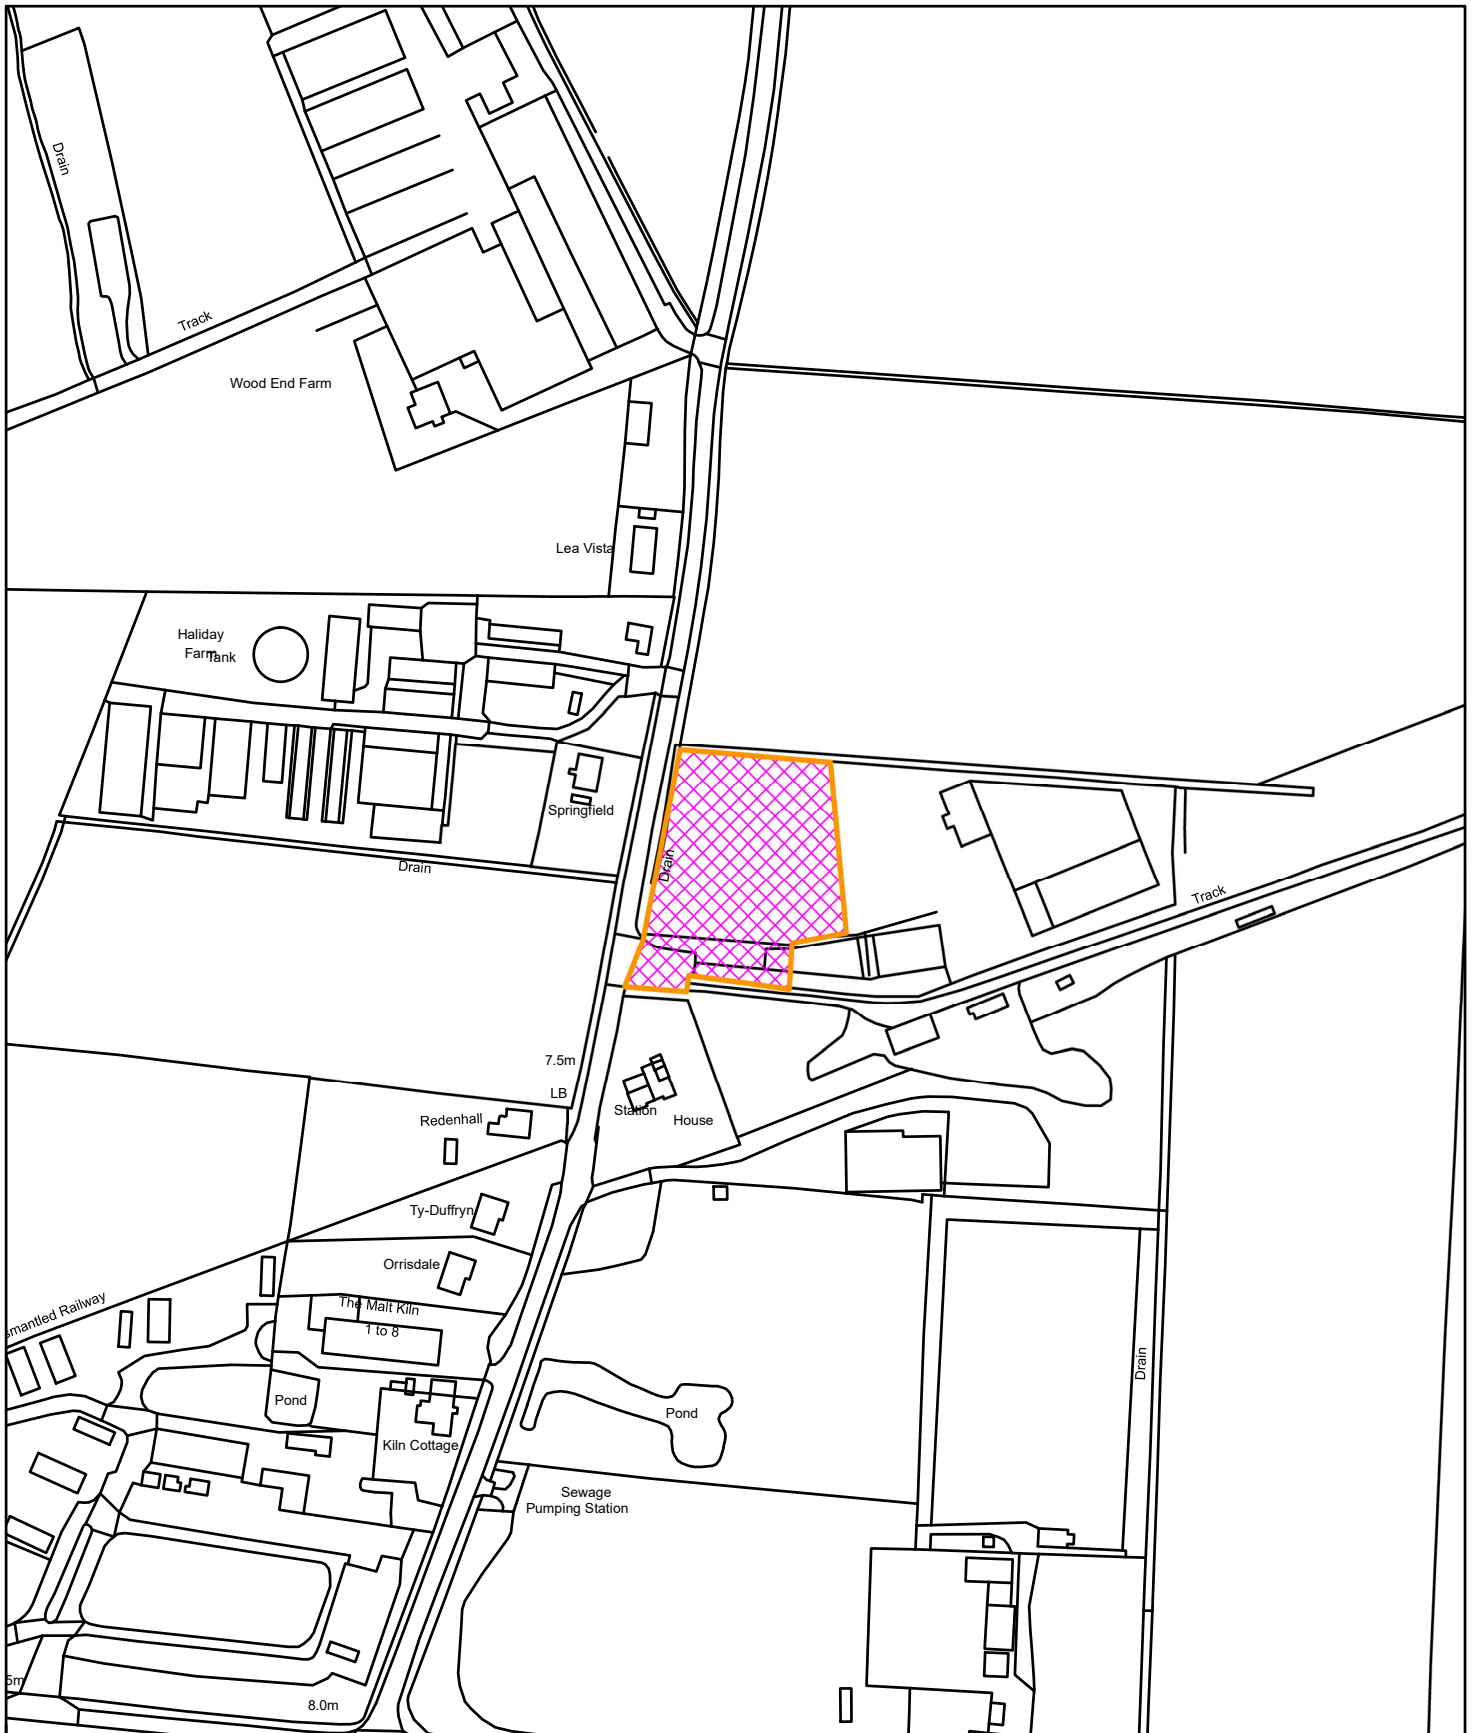 Drain
Track
Wood End Farm
Lea Vista
Haliday
Farm
Tank
Springfield
Drain
Drain
Track
7.5m
LB
Station
House
Redenhall
Ty-Duffryn
Orrisdale
smantled Railway
The Malt Kiln
1 to 8
Pond
Kiln Cottage
Pond
Drain
Sewage
Pumping Station
5m
8.0m